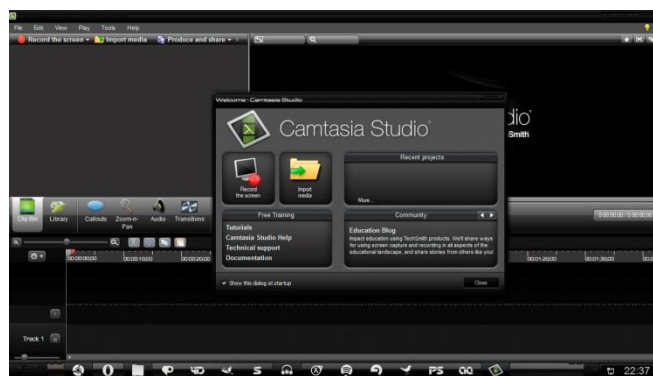 File Edit View Play Tools Help
Record the screen Import media Produce and share
Welcome - Camtasia Studio
Camtasia Studio
dio
Smith
Record
the screen
Import
media
Recent projects
More...
Free Training
Tutorials
Camtasia Studio Help
Technical support
Documentation
Community
Education Blog
Impact education using TechSmith products. We'll share ways
for using screen capture and recording in all aspects of the
educational landscape, and share stories from others like you!
Show this dialog at startup
Close
Clip Bin Library Callouts Zoom-n-
Pan Audio Transitions
Track 1
PS
22:37